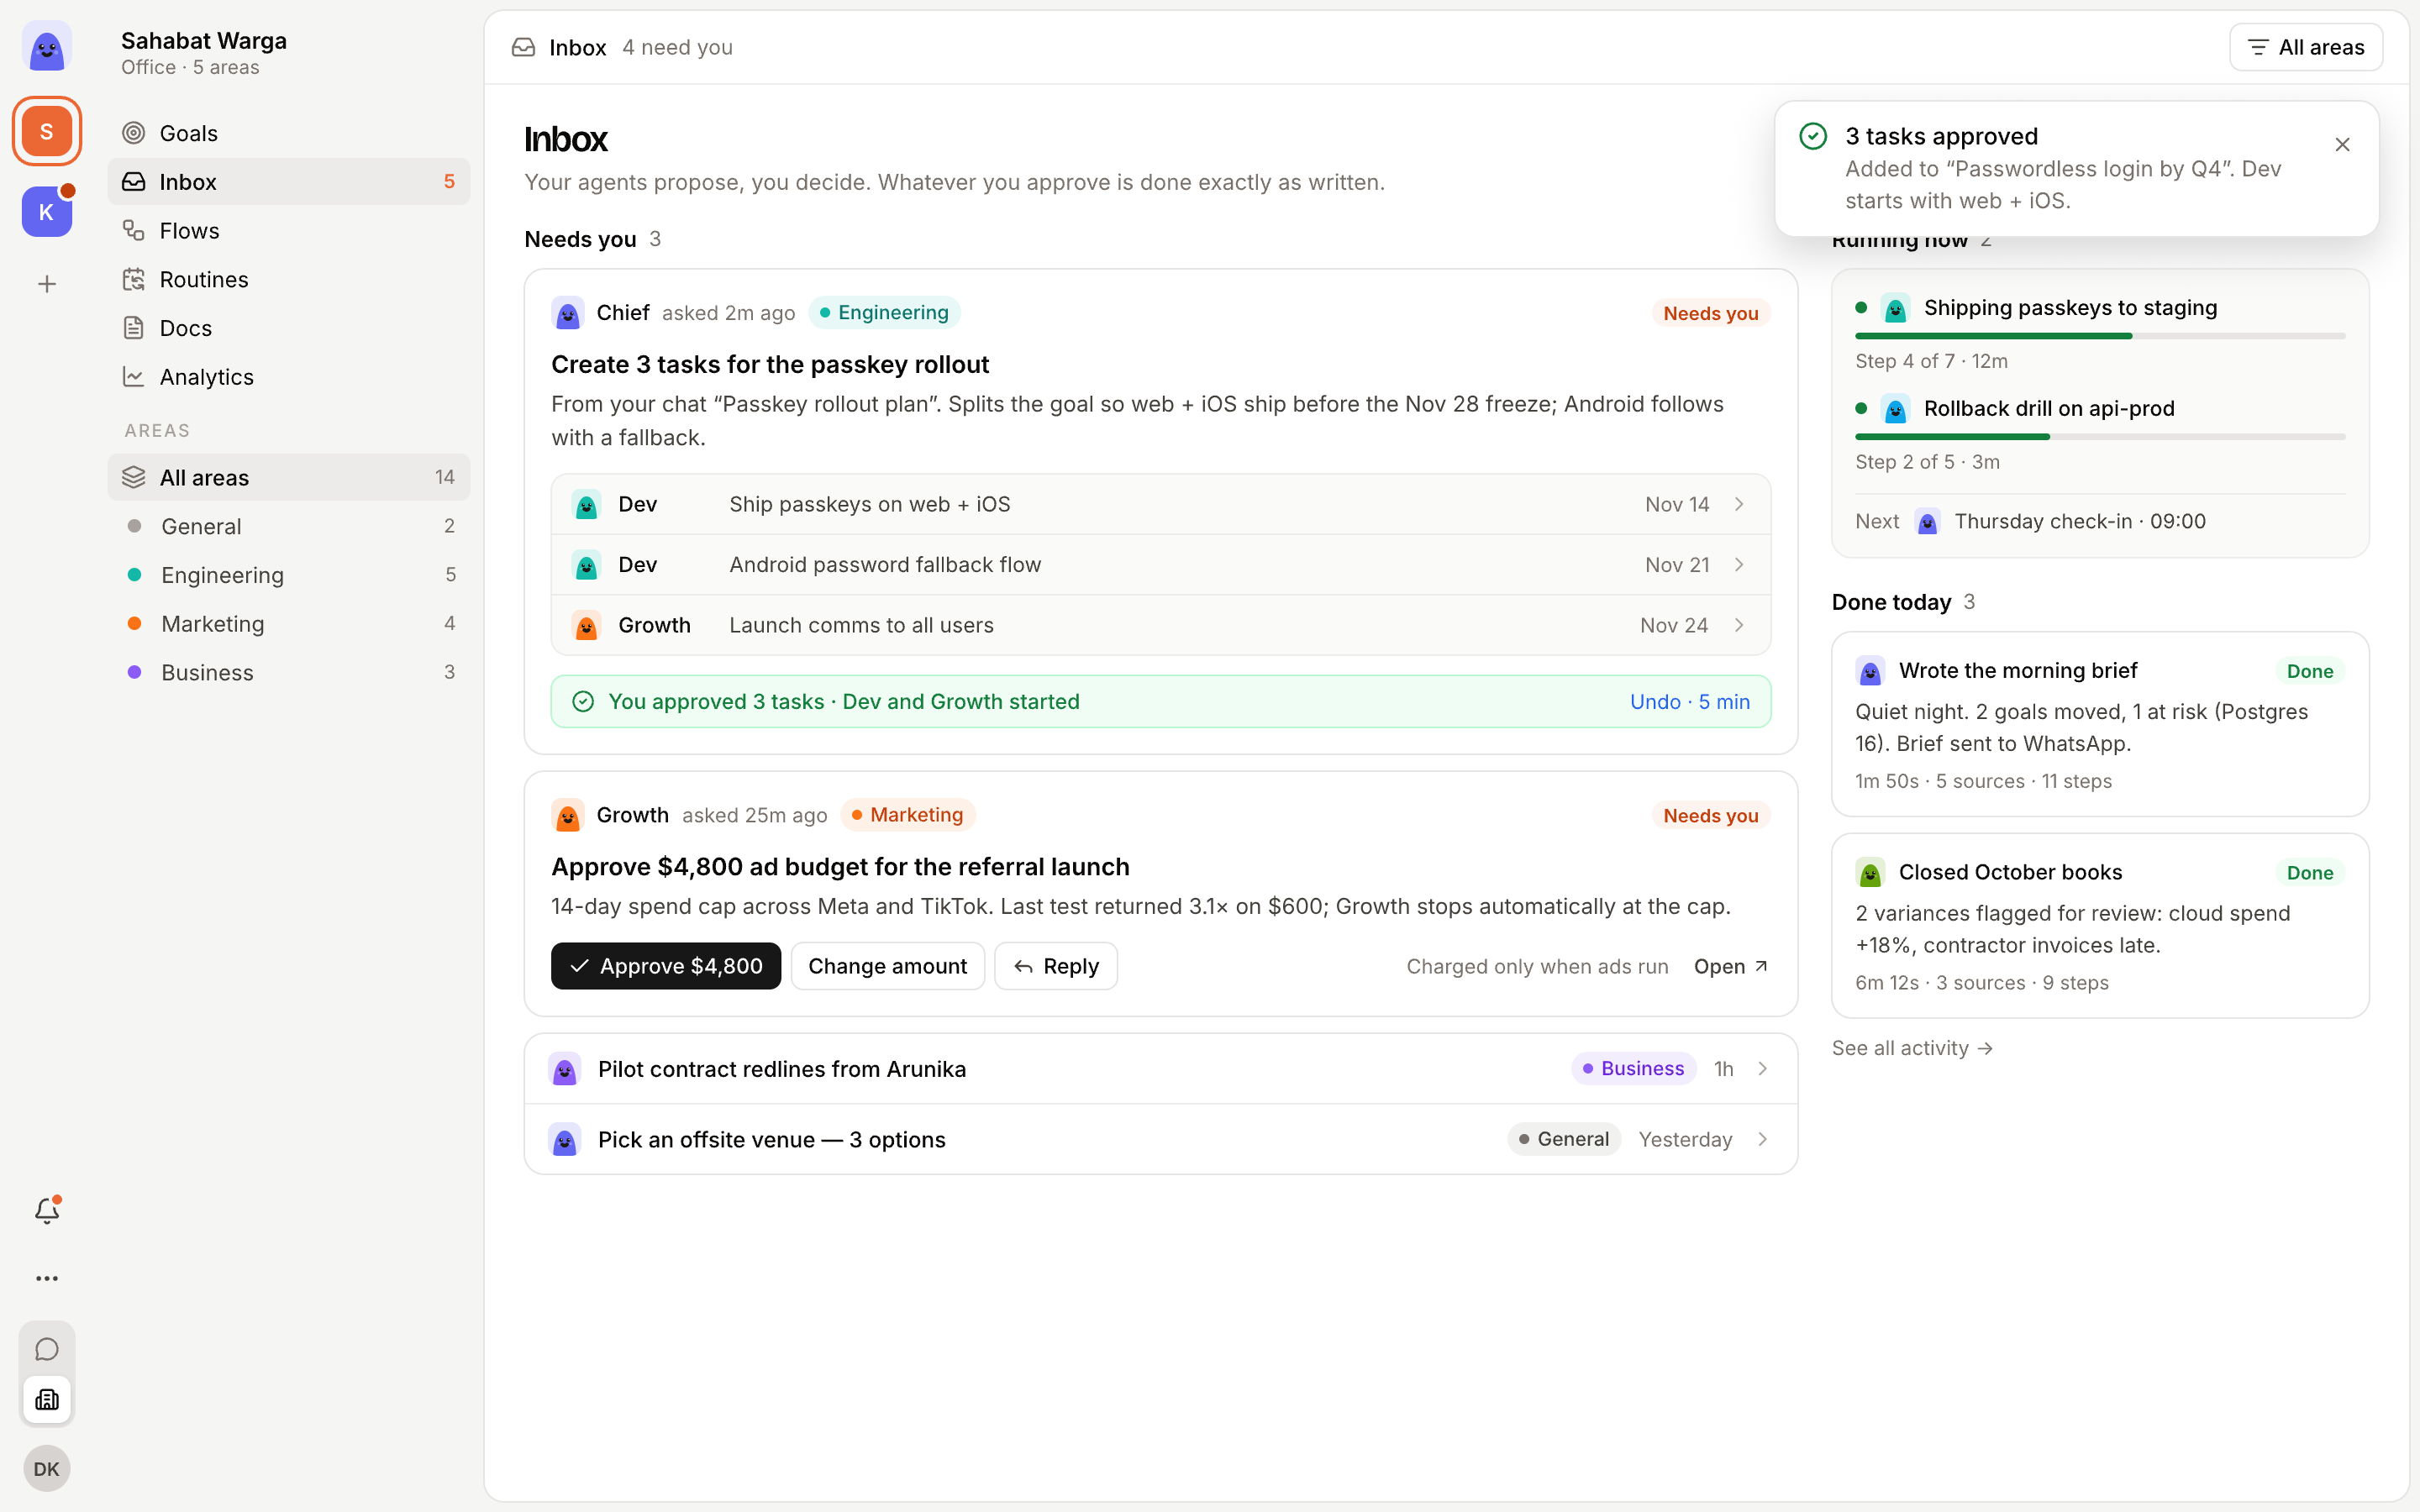 Sahabat Warga
Office · 5 areas
S
K
Goals
Inbox 5
Flows
Routines
Docs
Analytics
AREAS
All areas 14
General 2
Engineering 5
Marketing 4
Business 3
DK
Inbox 4 need you
All areas
Inbox
Your agents propose, you decide. Whatever you approve is done exactly as written.
3 tasks approved
Added to “Passwordless login by Q4”. Dev
starts with web + iOS.
Needs you 3
Chief asked 2m ago Engineering Needs you
Create 3 tasks for the passkey rollout
From your chat “Passkey rollout plan”. Splits the goal so web + iOS ship before the Nov 28 freeze; Android follows
with a fallback.
Dev Ship passkeys on web + iOS Nov 14
Dev Android password fallback flow Nov 21
Growth Launch comms to all users Nov 24
You approved 3 tasks · Dev and Growth started Undo · 5 min
Growth asked 25m ago Marketing Needs you
Approve $4,800 ad budget for the referral launch
14-day spend cap across Meta and TikTok. Last test returned 3.1× on $600; Growth stops automatically at the cap.
Approve $4,800 Change amount Reply Charged only when ads run Open
Pilot contract redlines from Arunika Business 1h
Pick an offsite venue — 3 options General Yesterday
Running now 2
Shipping passkeys to staging
Step 4 of 7 · 12m
Rollback drill on api-prod
Step 2 of 5 · 3m
Next Thursday check-in · 09:00
Done today 3
Wrote the morning brief Done
Quiet night. 2 goals moved, 1 at risk (Postgres
16). Brief sent to WhatsApp.
1m 50s · 5 sources · 11 steps
Closed October books Done
2 variances flagged for review: cloud spend
+18%, contractor invoices late.
6m 12s · 3 sources · 9 steps
See all activity →